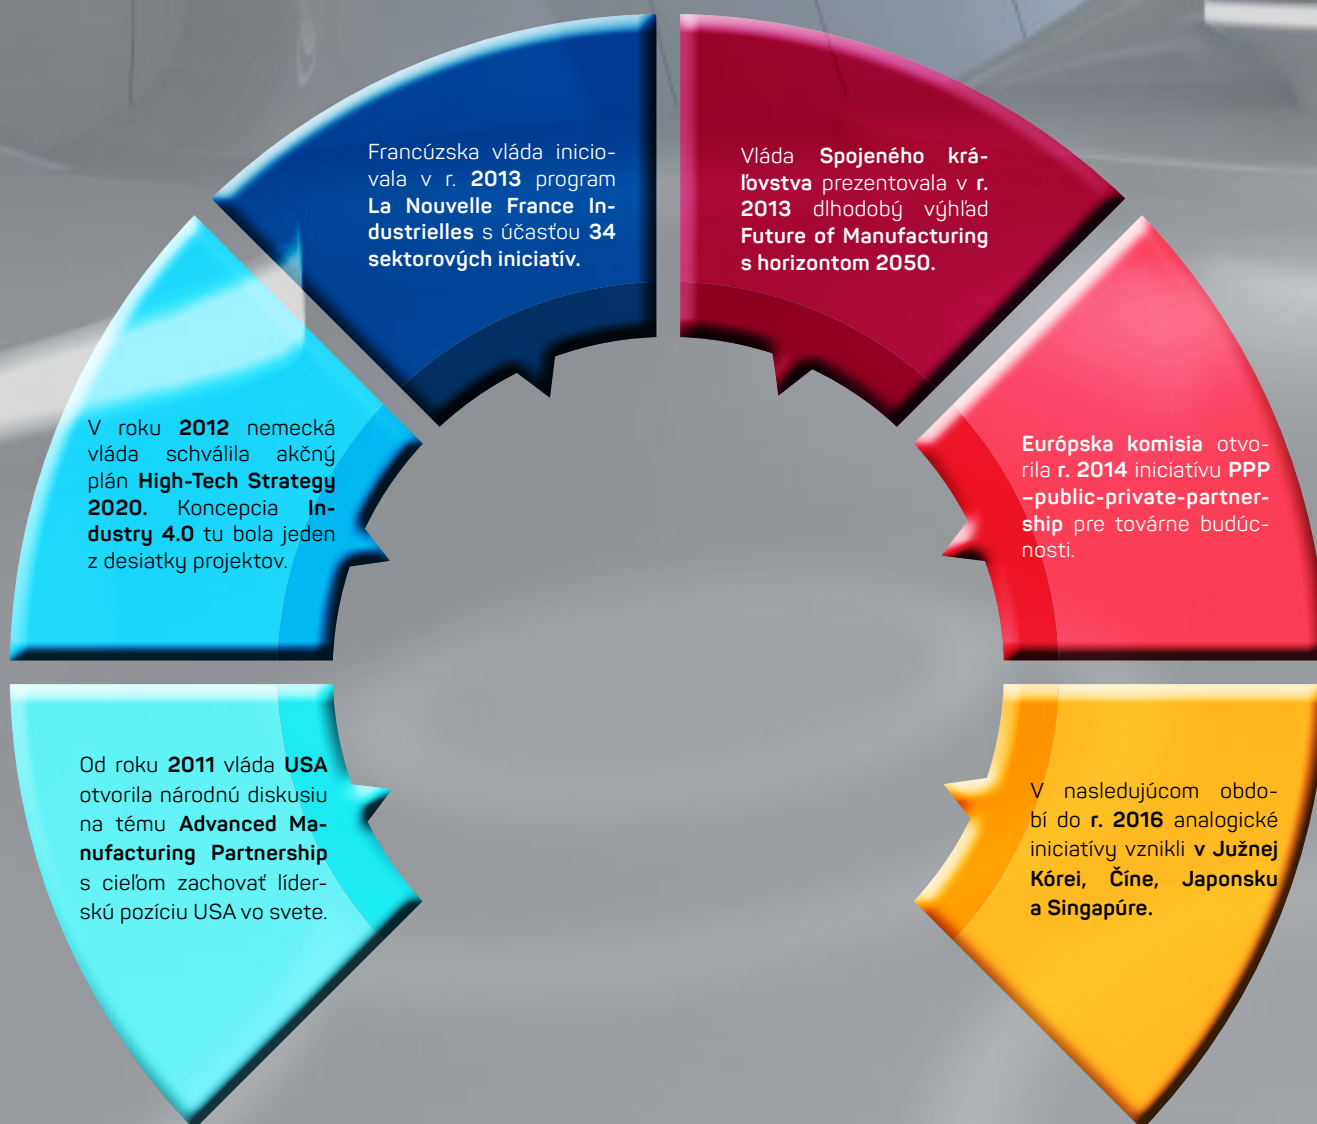 Francúzska vláda inicio-
vala v r. 2013 program
La Nouvelle France In-
dustrielles s účasťou 34
sektorových iniciatív.
Vláda Spojeného krá-
ľovstva prezentovala v r.
2013 dlhodobý výhľad
Future of Manufacturing
s horizontom 2050.
V roku 2012 nemecká
vláda schválila akčný
plán High-Tech Strategy
2020. Koncepcia In-
dustry 4.0 tu bola jeden
z desiatky projektov.
Európska komisia otvo-
rila r. 2014 iniciatívu PPP
–public-private-partner-
ship pre továrne budúc-
nosti.
Od roku 2011 vláda USA
otvorila národnú diskusiu
na tému Advanced Ma-
nufacturing Partnership
s cieľom zachovať líder-
skú pozíciu USA vo svete.
V nasledujúcom obdo-
bí do r. 2016 analogické
iniciatívy vznikli v Južnej
Kórei, Číne, Japonsku
a Singapúre.